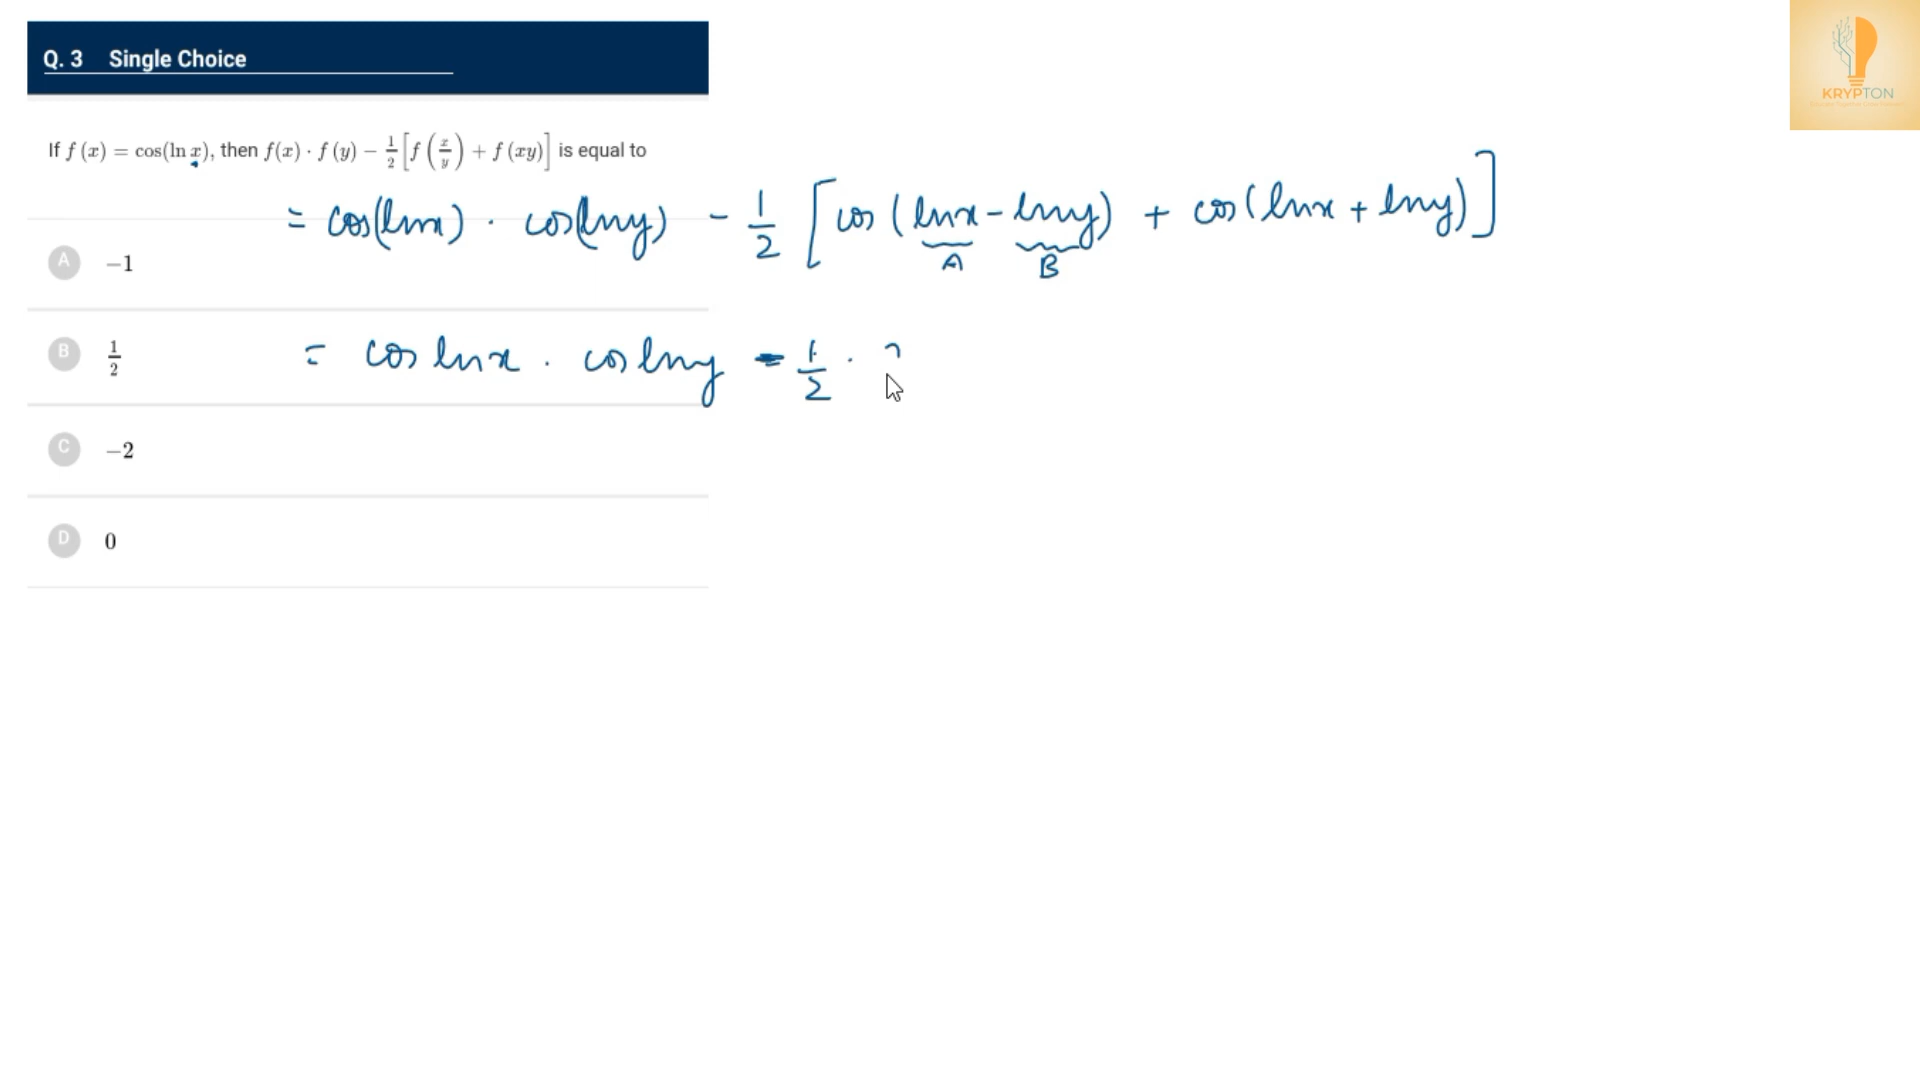 Q. 3 Single Choice
KRYPTON
If f (x) = cos(ln x), then f(x) · f (y) − 1/2 [f (x/y) + f (xy)] is equal to
= cos(lnx) . cos(lny) - 1/2 [cos (lnx - lny) + cos (lnx + lny)]
A B
A −1
= cos lnx . cos lny - 1/2 .
B 1/2
C −2
D 0